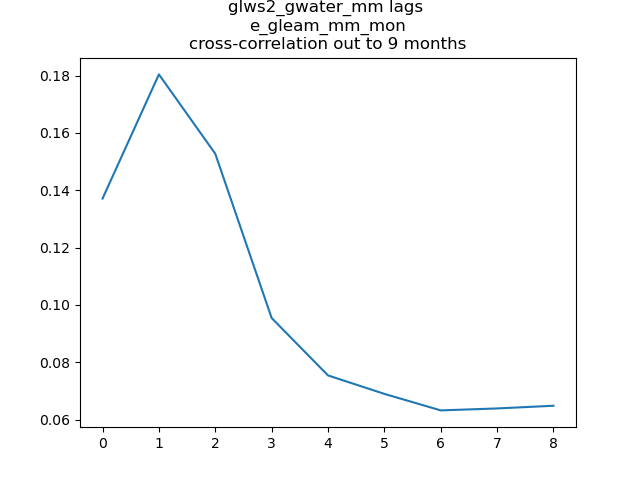 glws2_gwater_mm lags
e_gleam_mm_mon
cross-correlation out to 9 months
0.18
0.16
0.14
0.12
0.10
0.08
0.06
0 1 2 3 4 5 6 7 8